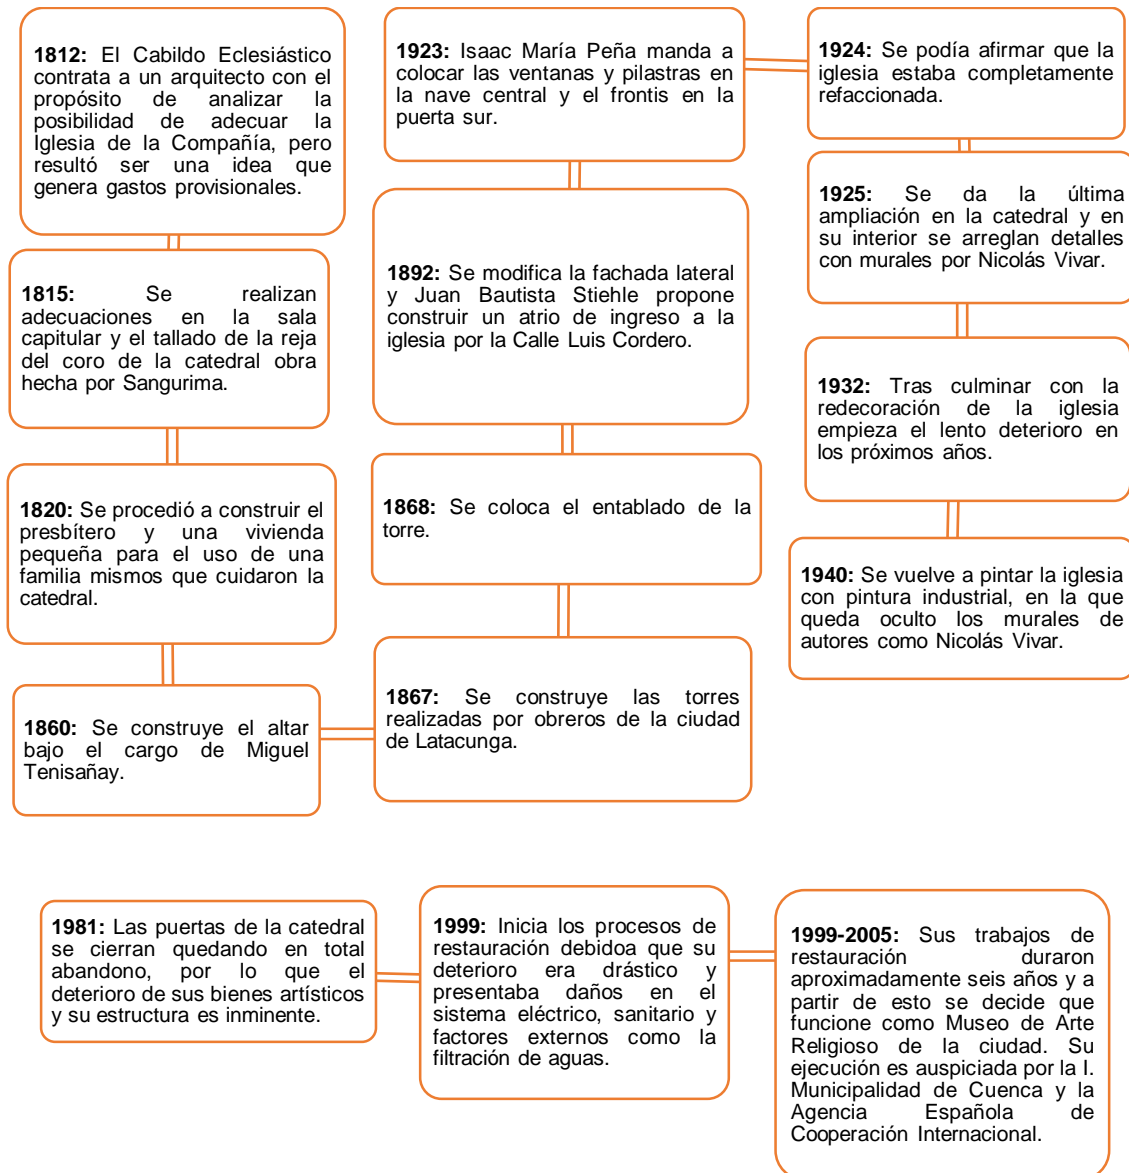 1812: El Cabildo Eclesiástico
contrata a un arquitecto con el
propósito de analizar la
posibilidad de adecuar la
Iglesia de la Compañía, pero
resultó ser una idea que
genera gastos provisionales.
1815: Se realizan
adecuaciones en la sala
capitular y el tallado de la reja
del coro de la catedral obra
hecha por Sangurima.
1820: Se procedió a construir el
presbítero y una vivienda
pequeña para el uso de una
familia mismos que cuidaron la
catedral.
1860: Se construye el altar
bajo el cargo de Miguel
Tenisañay.
1867: Se construye las torres
realizadas por obreros de la ciudad
de Latacunga.
1868: Se coloca el entablado de la
torre.
1892: Se modifica la fachada lateral
y Juan Bautista Stiehle propone
construir un atrio de ingreso a la
iglesia por la Calle Luis Cordero.
1923: Isaac María Peña manda a
colocar las ventanas y pilastras en
la nave central y el frontis en la
puerta sur.
1924: Se podía afirmar que la
iglesia estaba completamente
refaccionada.
1925: Se da la última
ampliación en la catedral y en
su interior se arreglan detalles
con murales por Nicolás Vivar.
1932: Tras culminar con la
redecoración de la iglesia
empieza el lento deterioro en
los próximos años.
1940: Se vuelve a pintar la iglesia
con pintura industrial, en la que
queda oculto los murales de
autores como Nicolás Vivar.
1981: Las puertas de la catedral
se cierran quedando en total
abandono, por lo que el
deterioro de sus bienes artísticos
y su estructura es inminente.
1999: Inicia los procesos de
restauración debidoa que su
deterioro era drástico y
presentaba daños en el
sistema eléctrico, sanitario y
factores externos como la
filtración de aguas.
1999-2005: Sus trabajos de
restauración duraron
aproximadamente seis años y a
partir de esto se decide que
funcione como Museo de Arte
Religioso de la ciudad. Su
ejecución es auspiciada por la I.
Municipalidad de Cuenca y la
Agencia Española de
Cooperación Internacional.